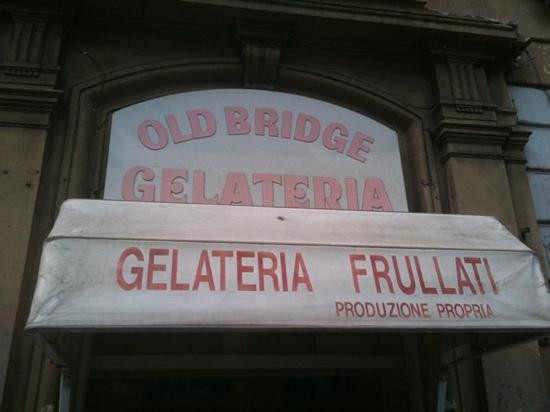 OLD BRIDGE
GELATERIA
GELATERIA FRULLATI
PRODUZIONE PROPRIA